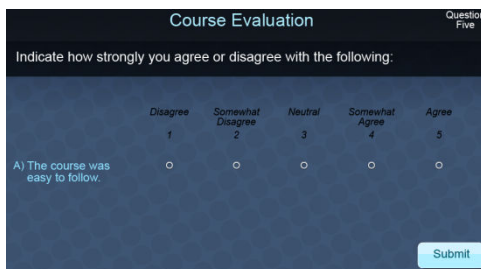 Course Evaluation
Question
Five
Indicate how strongly you agree or disagree with the following:
Disagree Somewhat Disagree Neutral Somewhat Agree Agree
1 2 3 4 5
A) The course was
easy to follow.
Submit